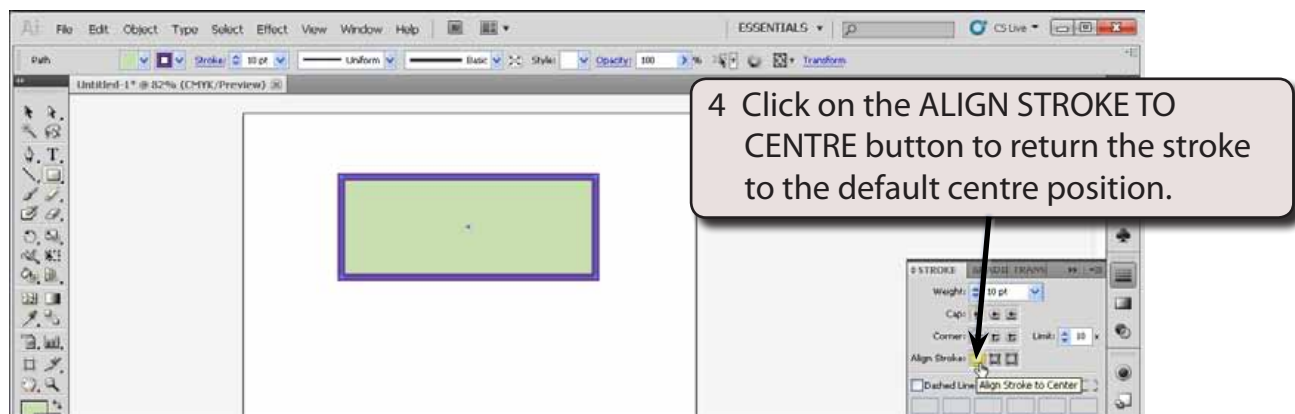 Ai File Edit Object Type Select Effect View Window Help ESSENTIALS CS Live
Path Stroke: 10 pt Uniform Basic Style: Opacity: 100 % Transform
Untitled-1* @ 82% (CMYK/Preview)
4 Click on the ALIGN STROKE TO
CENTRE button to return the stroke
to the default centre position.
STROKE TRANS
Weight: 10 pt
Cap:
Corner: Limit: 10 x
Align Stroke:
Dashed Line Align Stroke to Center